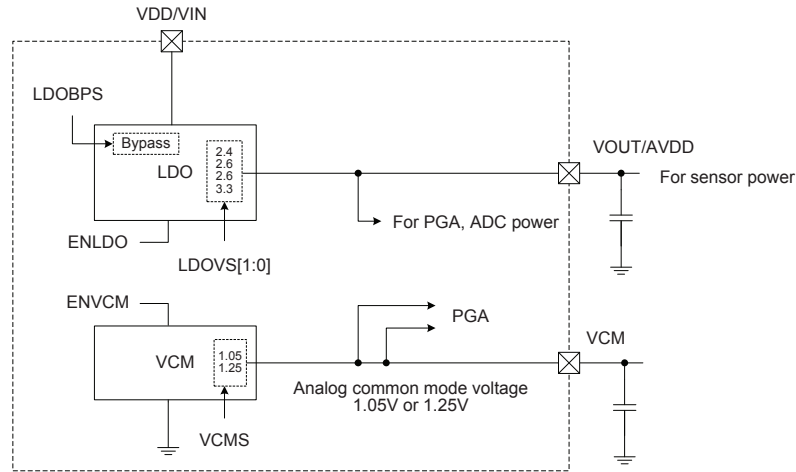 VDD/VIN
LDOBPS
Bypass
LDO
2.4
2.6
2.6
3.3
VOUT/AVDD
For sensor power
For PGA, ADC power
ENLDO
LDOVS[1:0]
ENVCM
PGA
VCM
1.05
1.25
VCM
Analog common mode voltage
1.05V or 1.25V
VCMS